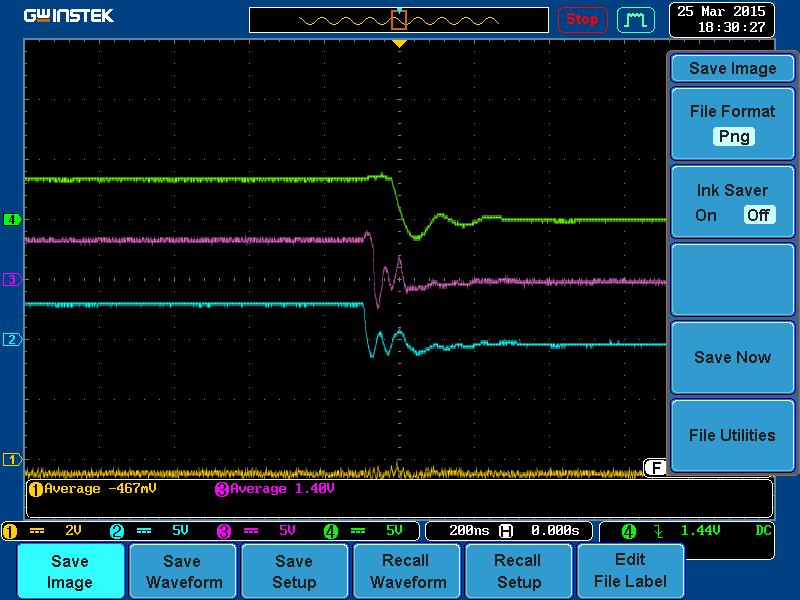 GWINSTEK
Stop
25 Mar 2015
18:30:27
Save Image
File Format
Png
Ink Saver
On Off
Save Now
File Utilities
4
3
2
1
F
1 Average -467mV 3 Average 1.40V
1 2V 2 5V 3 5V 4 5V 200ns H 0.000s 4 1.44V DC
Save Image
Save Waveform
Save Setup
Recall Waveform
Recall Setup
Edit File Label